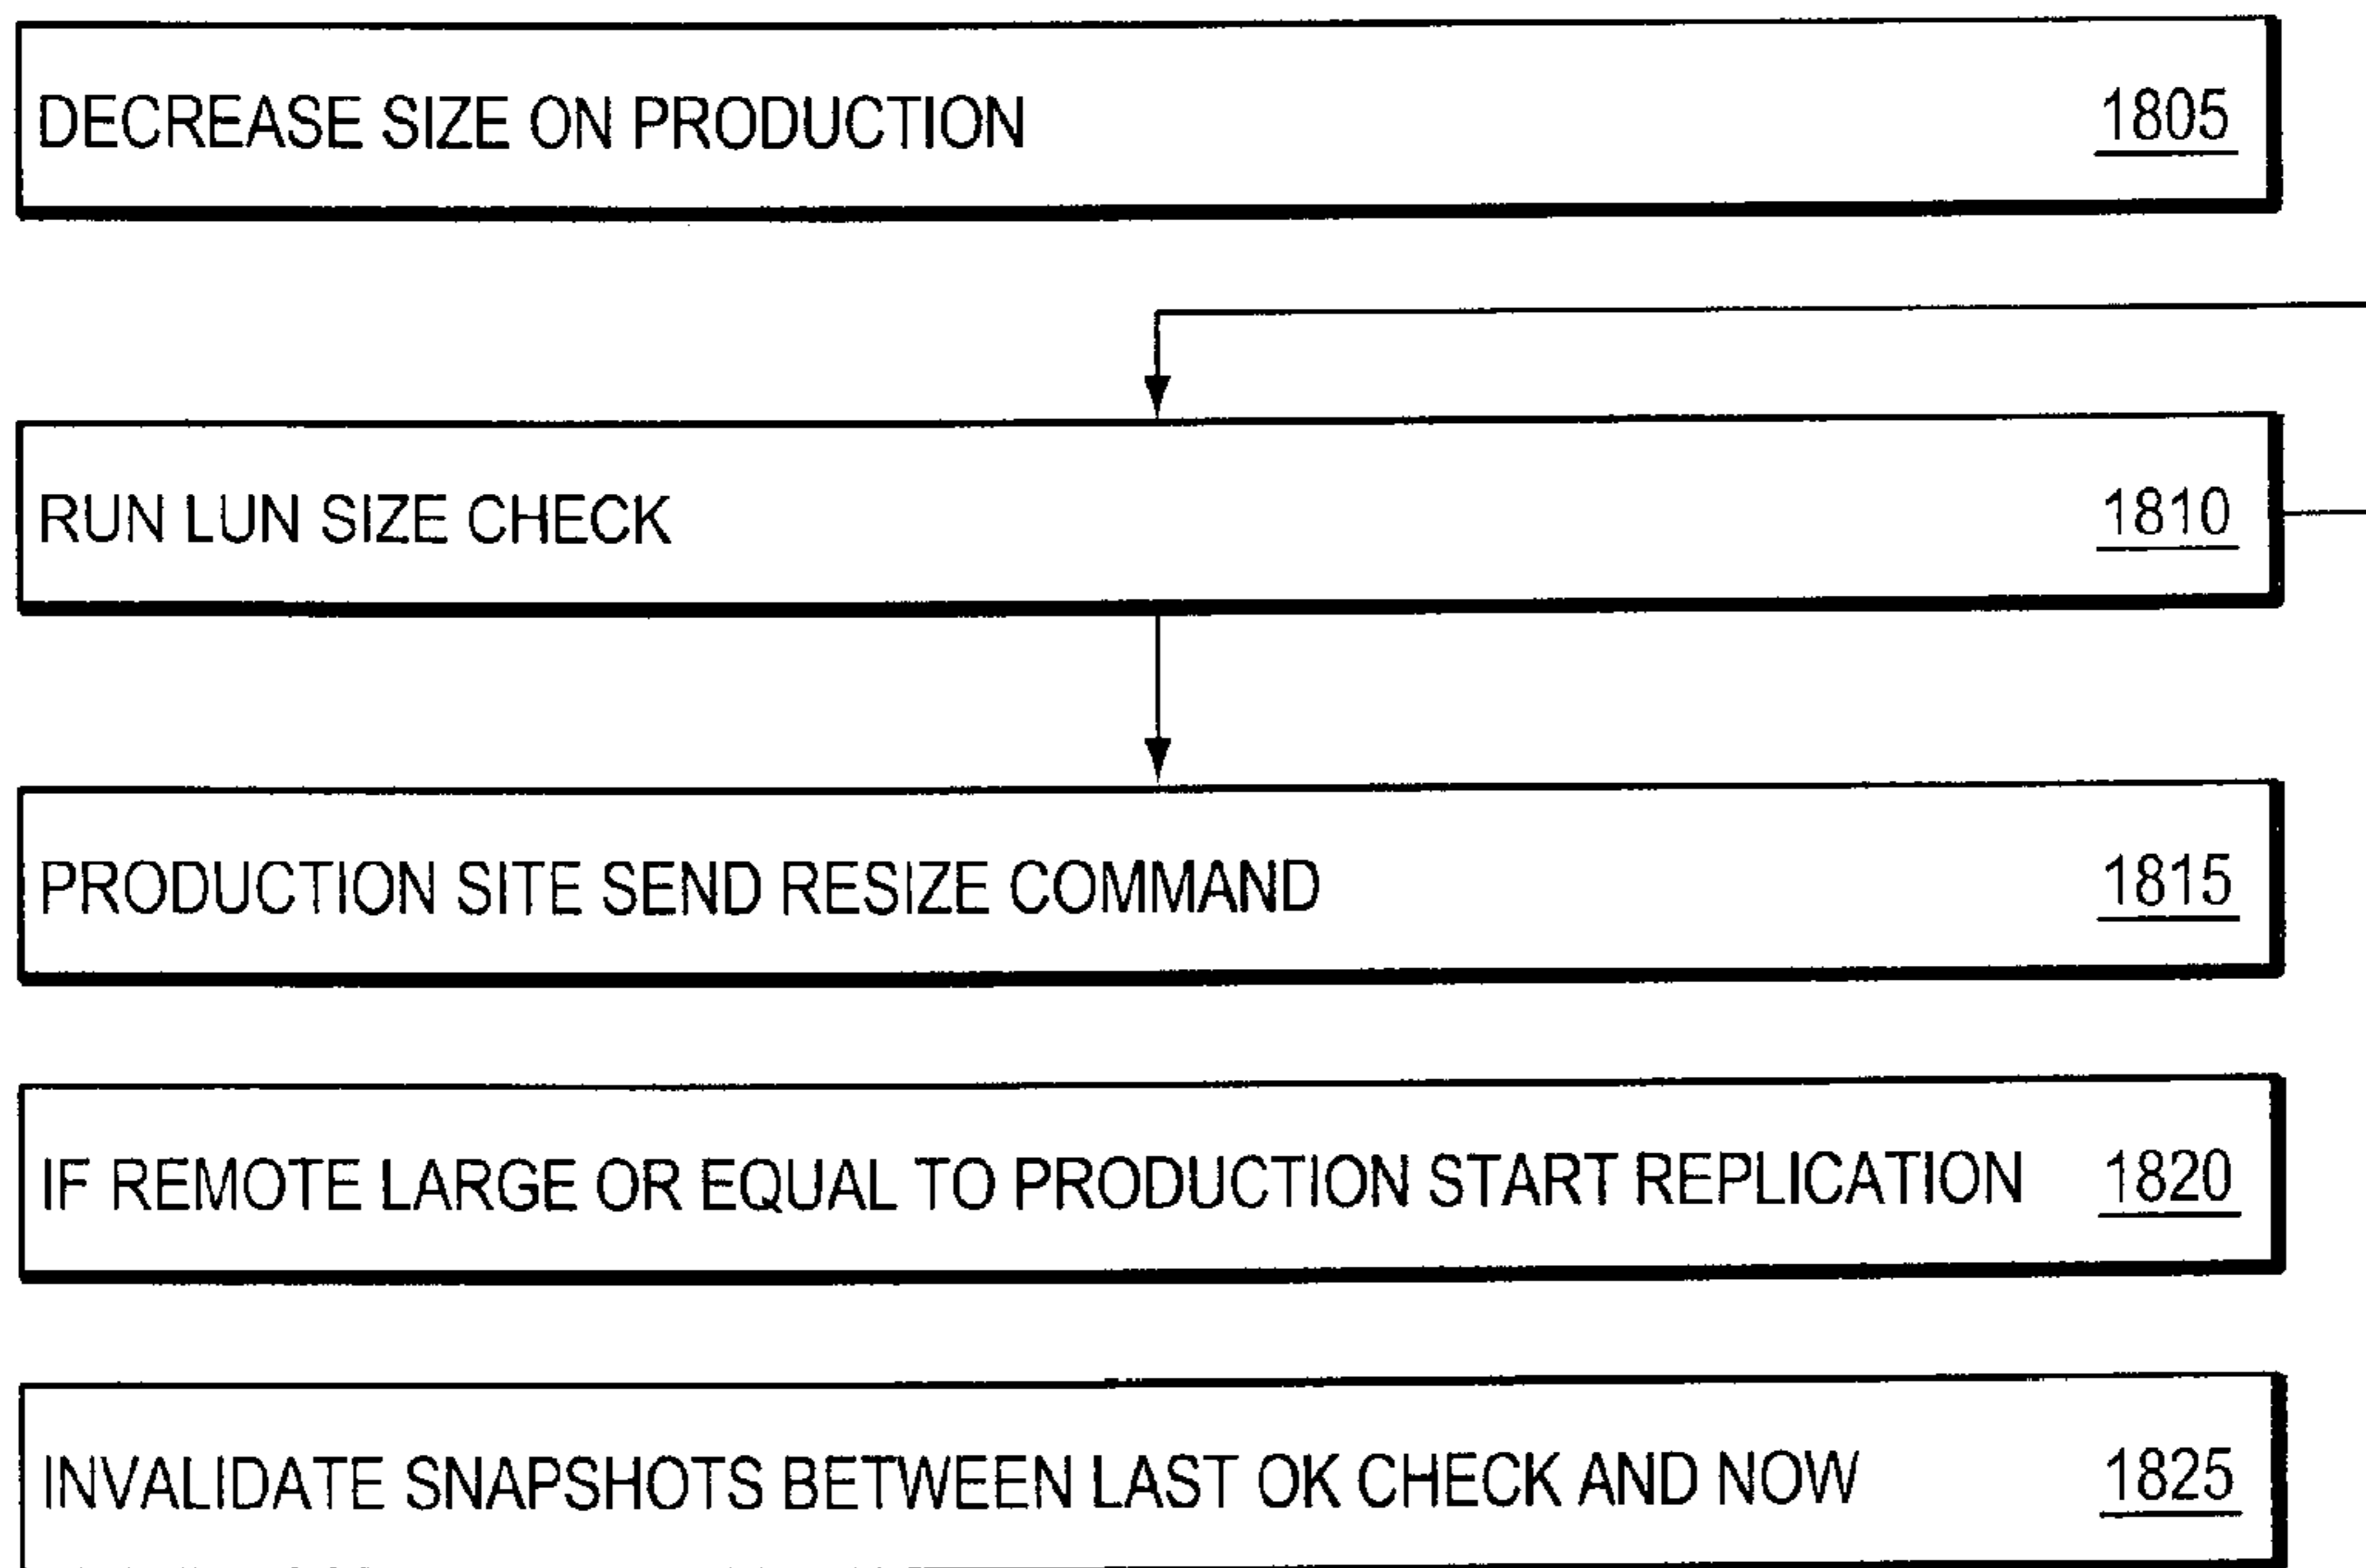 DECREASE SIZE ON PRODUCTION 1805
RUN LUN SIZE CHECK 1810
PRODUCTION SITE SEND RESIZE COMMAND 1815
IF REMOTE LARGE OR EQUAL TO PRODUCTION START REPLICATION 1820
INVALIDATE SNAPSHOTS BETWEEN LAST OK CHECK AND NOW 1825